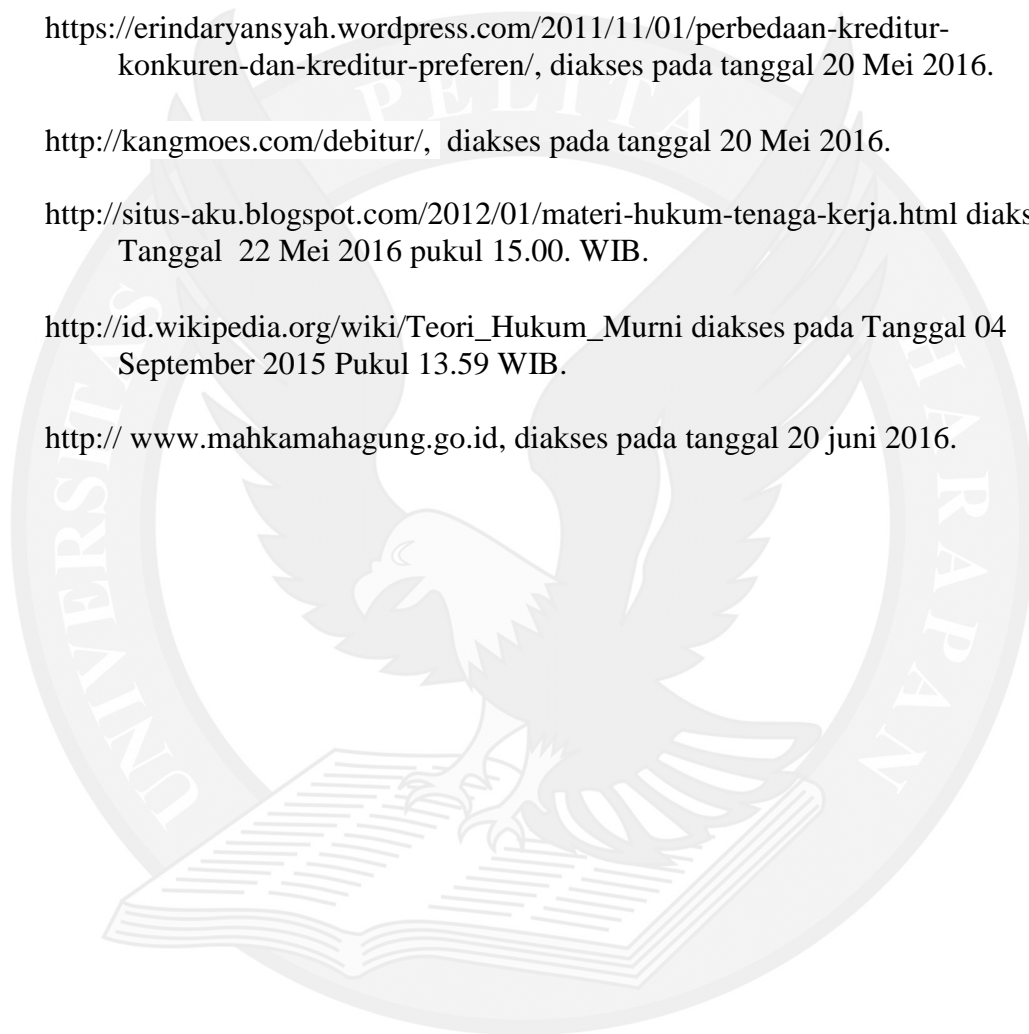 https://erindaryansyah.wordpress.com/2011/11/01/perbedaan-kreditur-
konkuren-dan-kreditur-preferen/, diakses pada tanggal 20 Mei 2016.
http://kangmoes.com/debitur/, diakses pada tanggal 20 Mei 2016.
http://situs-aku.blogspot.com/2012/01/materi-hukum-tenaga-kerja.html diaks
Tanggal 22 Mei 2016 pukul 15.00. WIB.
http://id.wikipedia.org/wiki/Teori_Hukum_Murni diakses pada Tanggal 04
September 2015 Pukul 13.59 WIB.
http:// www.mahkamahagung.go.id, diakses pada tanggal 20 juni 2016.
UNIVERSITAS PELITA HARAPAN